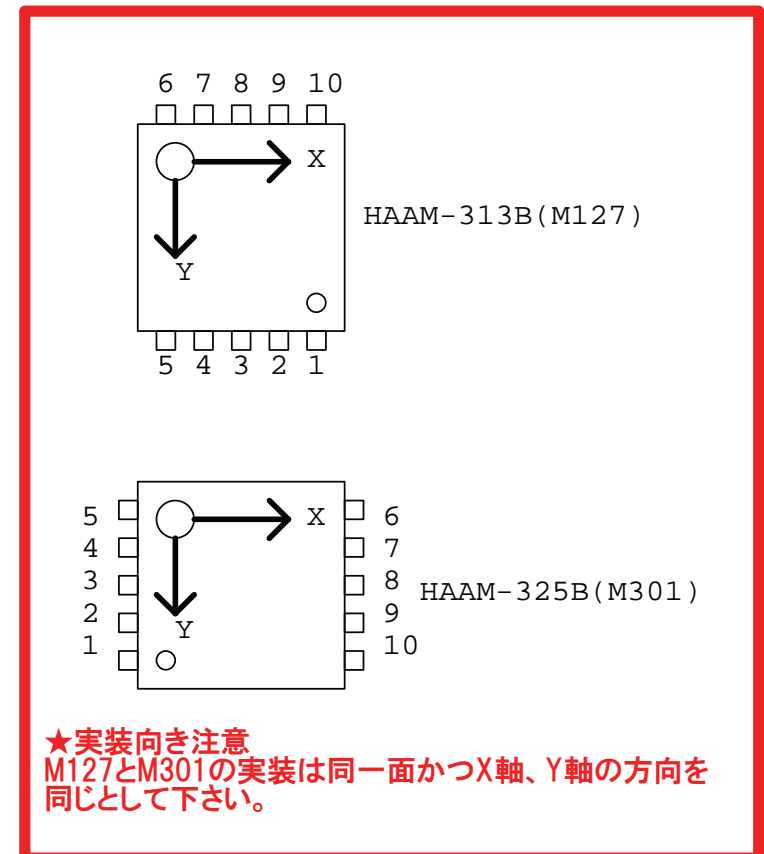 6 7 8 9 10
X
HAAM-313B(M127)
Y
5 4 3 2 1
5 X 6
4 7
3 8
HAAM-325B(M301)
2 9
Y
1 10
★実装向き注意
M127とM301の実装は同一面かつX軸、Y軸の方向を
同じとして下さい。